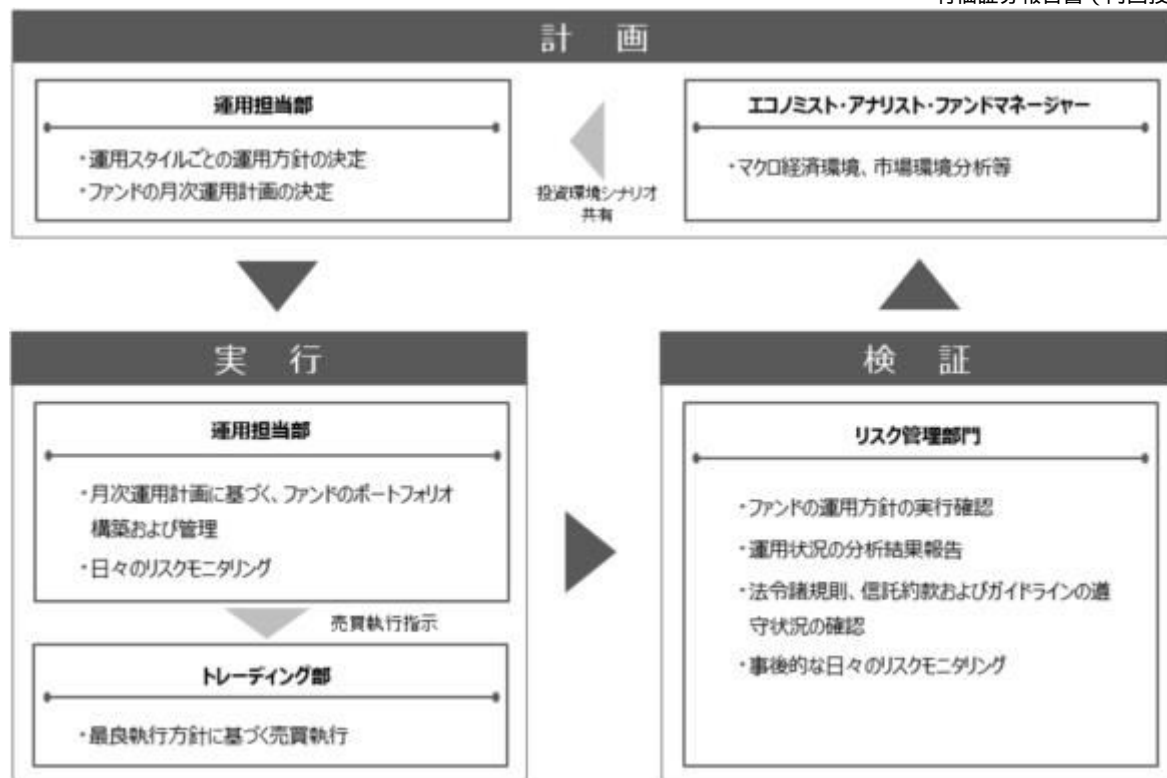 計 画
運用担当部
・運用スタイルごとの運用方針の決定
・ファンドの月次運用計画の決定
投資環境シナリオ
共有
エコノミスト・アナリスト・ファンドマネージャー
・マクロ経済環境、市場環境分析等
実 行
運用担当部
・月次運用計画に基づく、ファンドのポートフォリオ
構築および管理
・日々のリスクモニタリング
売買執行指示
トレーディング部
・最良執行方針に基づく売買執行
検 証
リスク管理部門
・ファンドの運用方針の実行確認
・運用状況の分析結果報告
・法令諸規則、信託約款およびガイドラインの遵
守状況の確認
・事後的な日々のリスクモニタリング